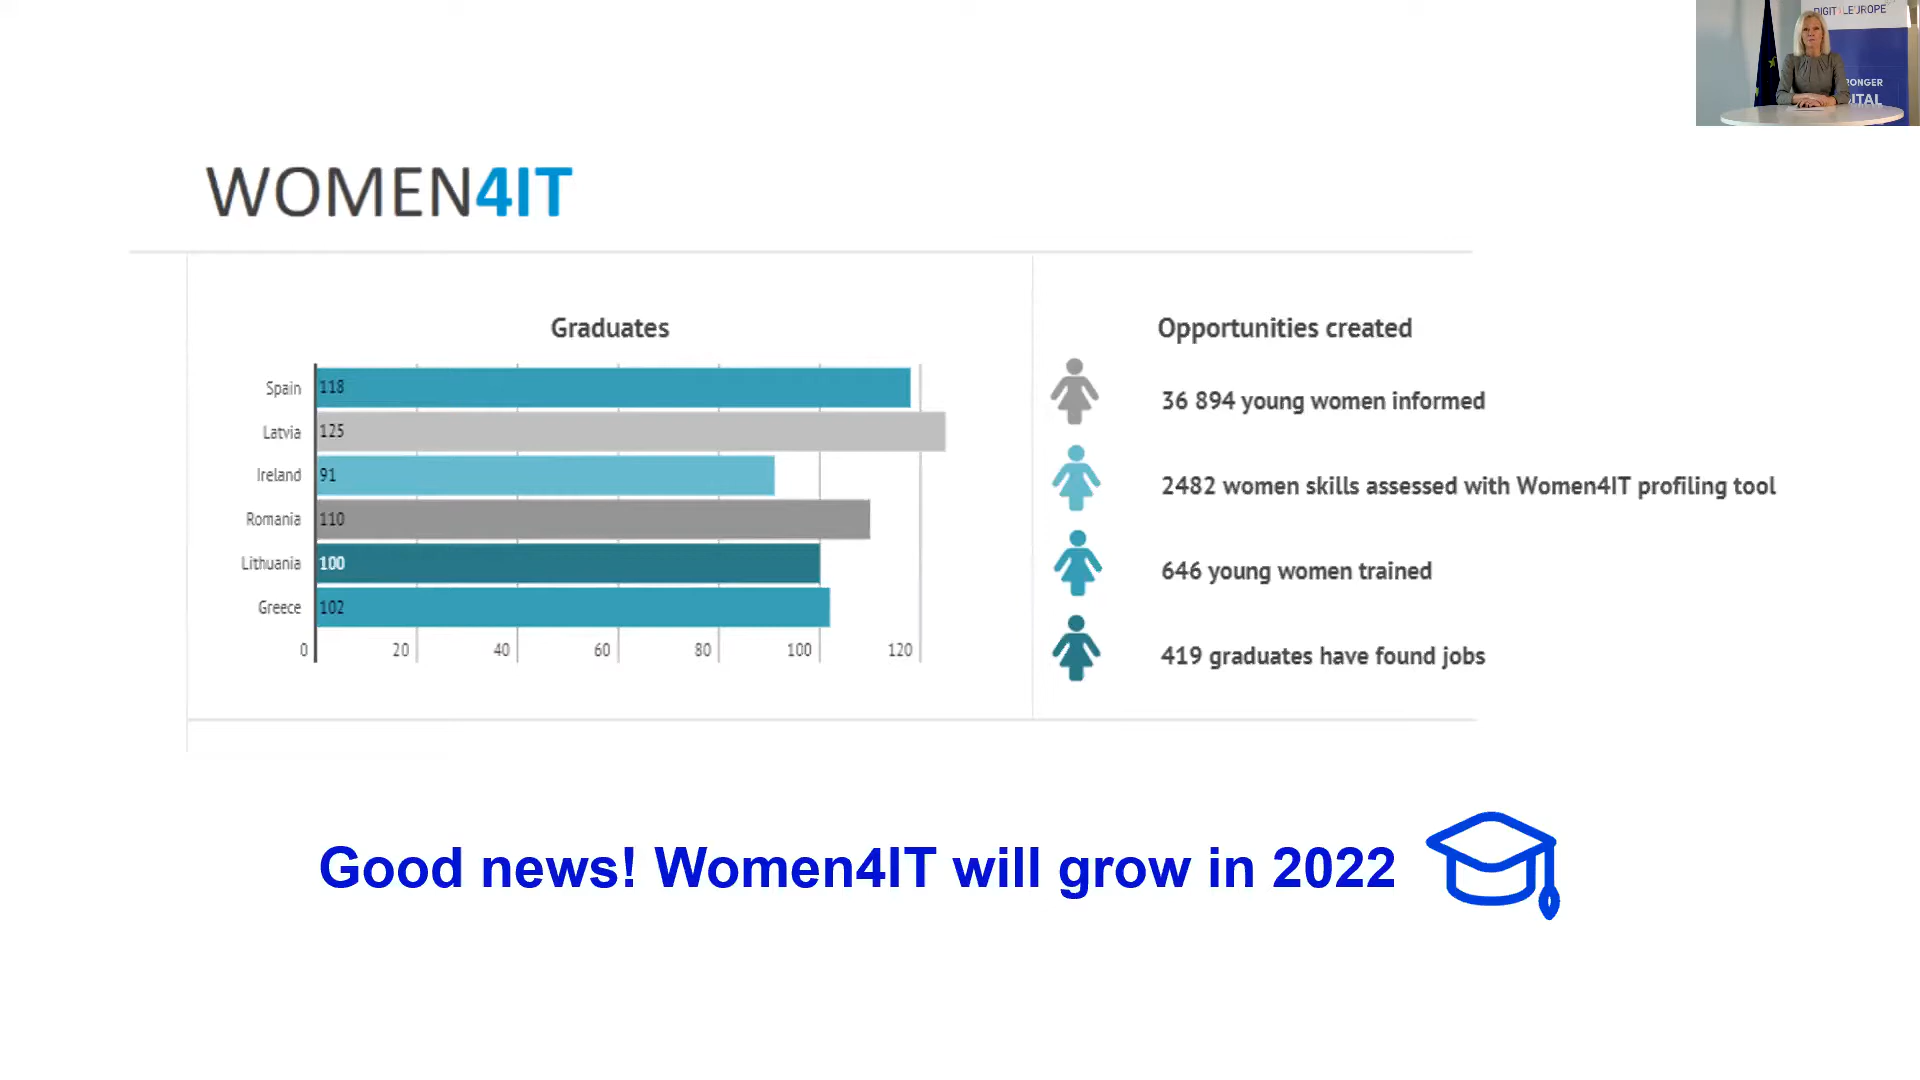 DIGITALEUROPE
WOMEN4IT
Graduates
Spain 118
Latvia 125
Ireland 91
Romania 110
Lithuania 100
Greece 102
0 20 40 60 80 100 120
Opportunities created
36 894 young women informed
2482 women skills assessed with Women4IT profiling tool
646 young women trained
419 graduates have found jobs
Good news! Women4IT will grow in 2022